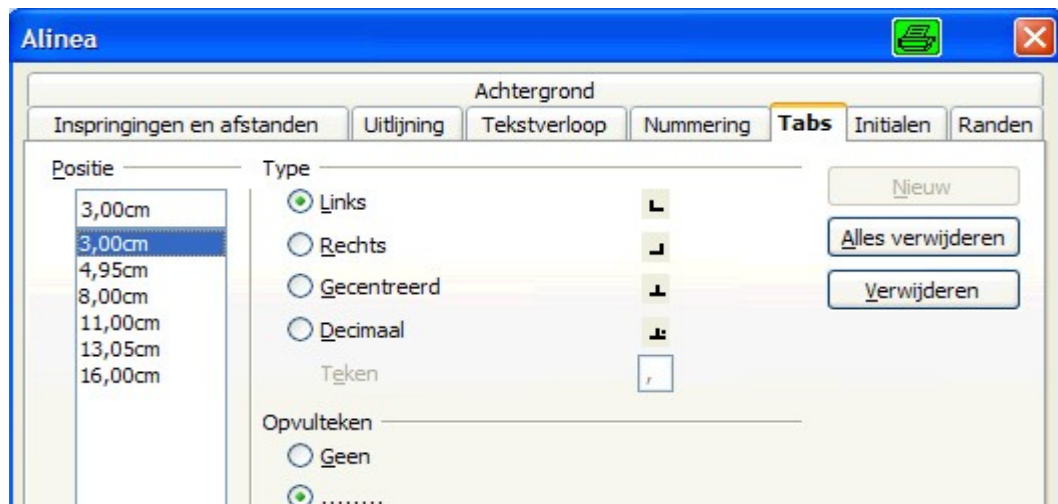 Alinea
Achtergrond
Inspringingen en afstanden Uitlijning Tekstverloop Nummering Tabs Initialen Randen
Positie
3,00cm
3,00cm
4,95cm
8,00cm
11,00cm
13,05cm
16,00cm
Type
Links
Rechts
Gecentreerd
Decimaal
Teken ,
Opvulteken
Geen
........
Nieuw
Alles verwijderen
Verwijderen